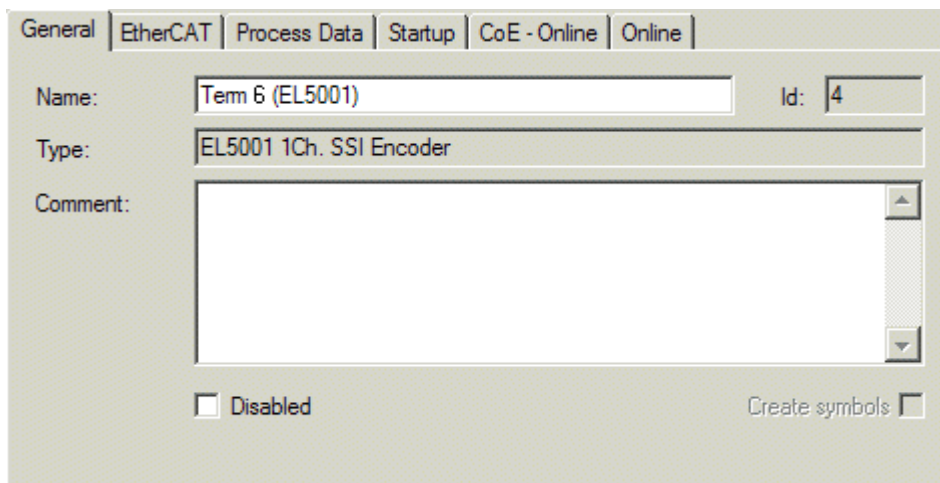 General EtherCAT Process Data Startup CoE - Online Online
Name: Term 6 (EL5001) Id: 4
Type: EL5001 1Ch. SSI Encoder
Comment:
Disabled Create symbols